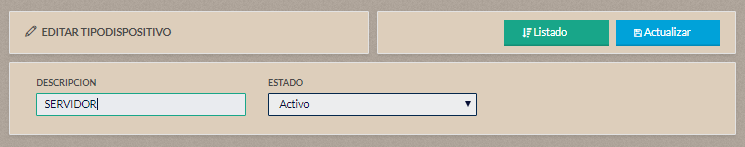 EDITAR TIPODISPOSITIVO
Listado
Actualizar
DESCRIPCION
ESTADO
SERVIDOR
Activo